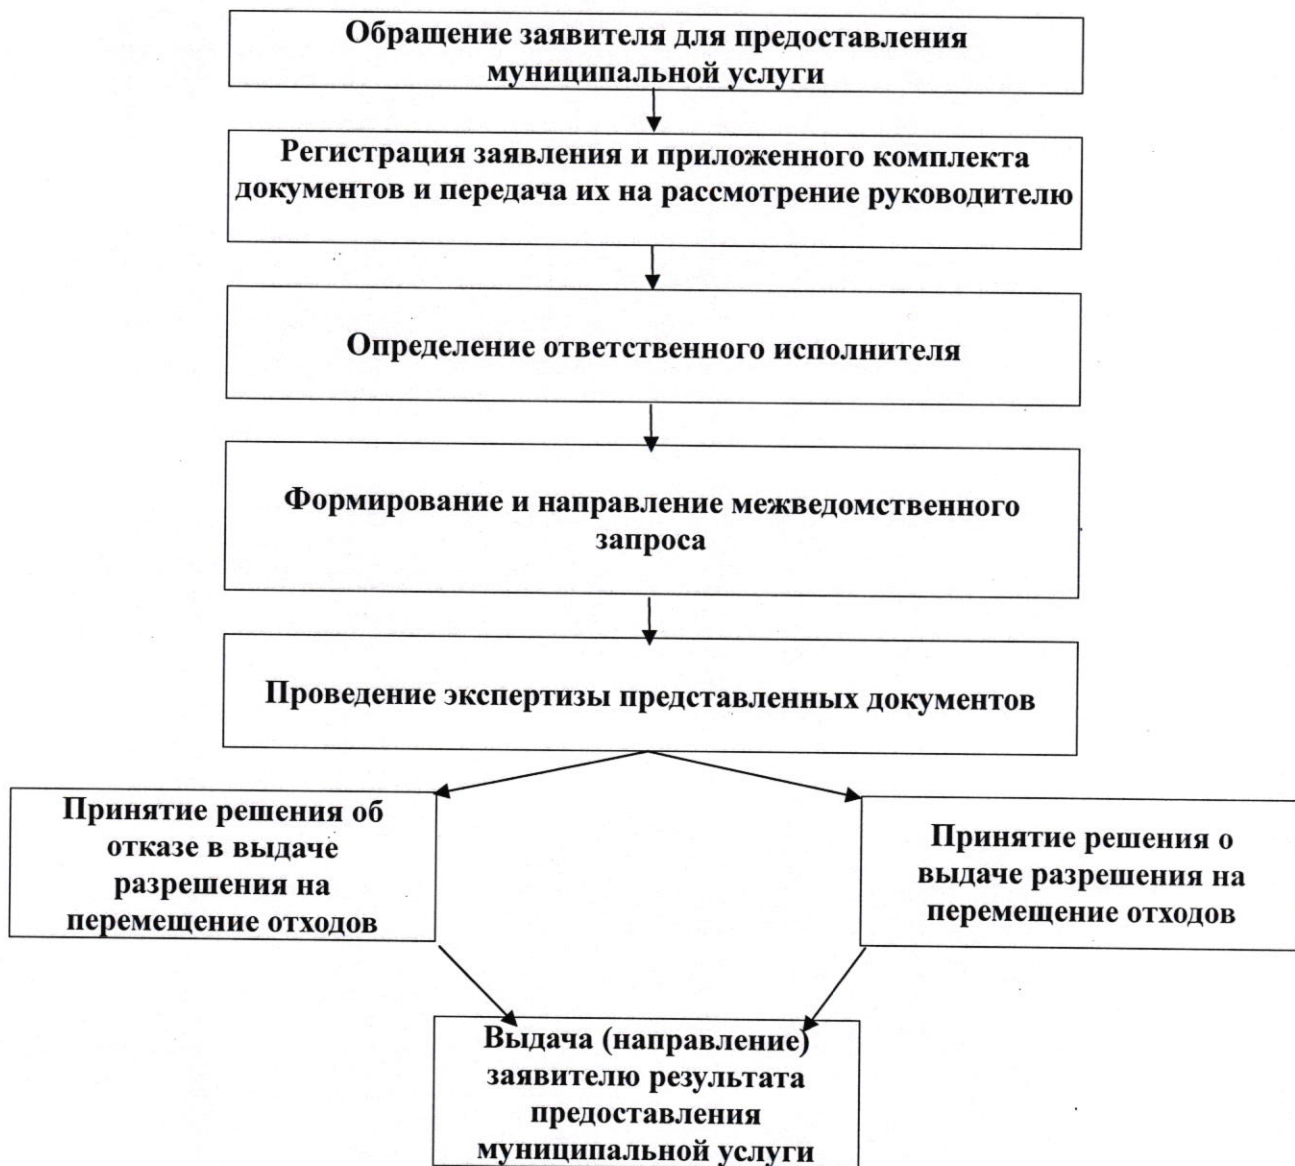 Обращение заявителя для предоставления
муниципальной услуги
Регистрация заявления и приложенного комплекта
документов и передача их на рассмотрение руководителю
Определение ответственного исполнителя
Формирование и направление межведомственного
запроса
Проведение экспертизы представленных документов
Принятие решения об
отказе в выдаче
разрешения на
перемещение отходов
Принятие решения о
выдаче разрешения на
перемещение отходов
Выдача (направление)
заявителю результата
предоставления
муниципальной услуги